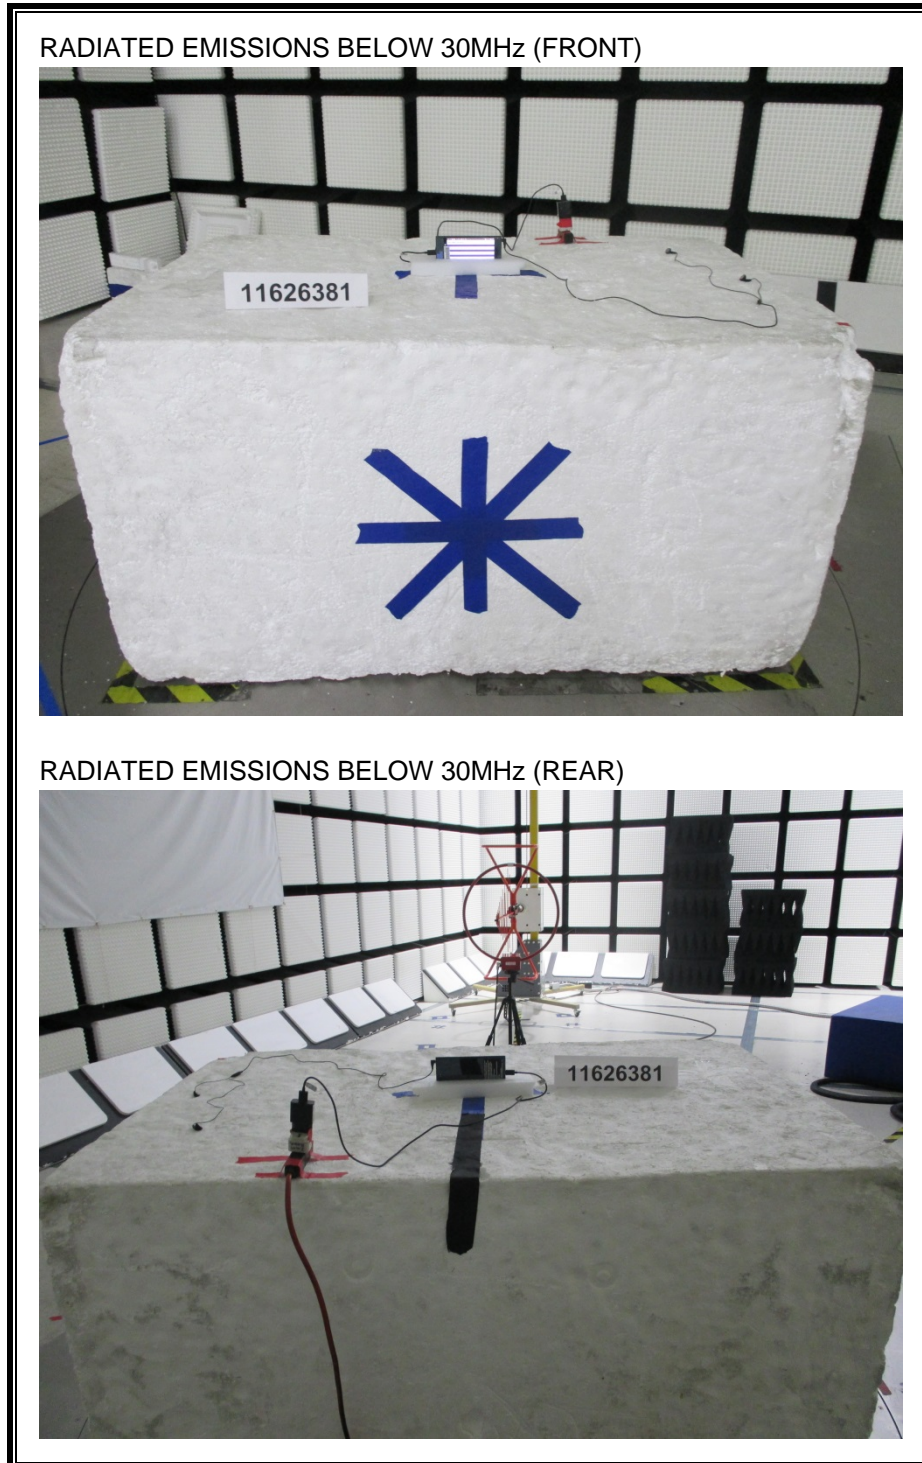 RADIATED EMISSIONS BELOW 30MHz (FRONT)
11626381
RADIATED EMISSIONS BELOW 30MHz (REAR)
11626381